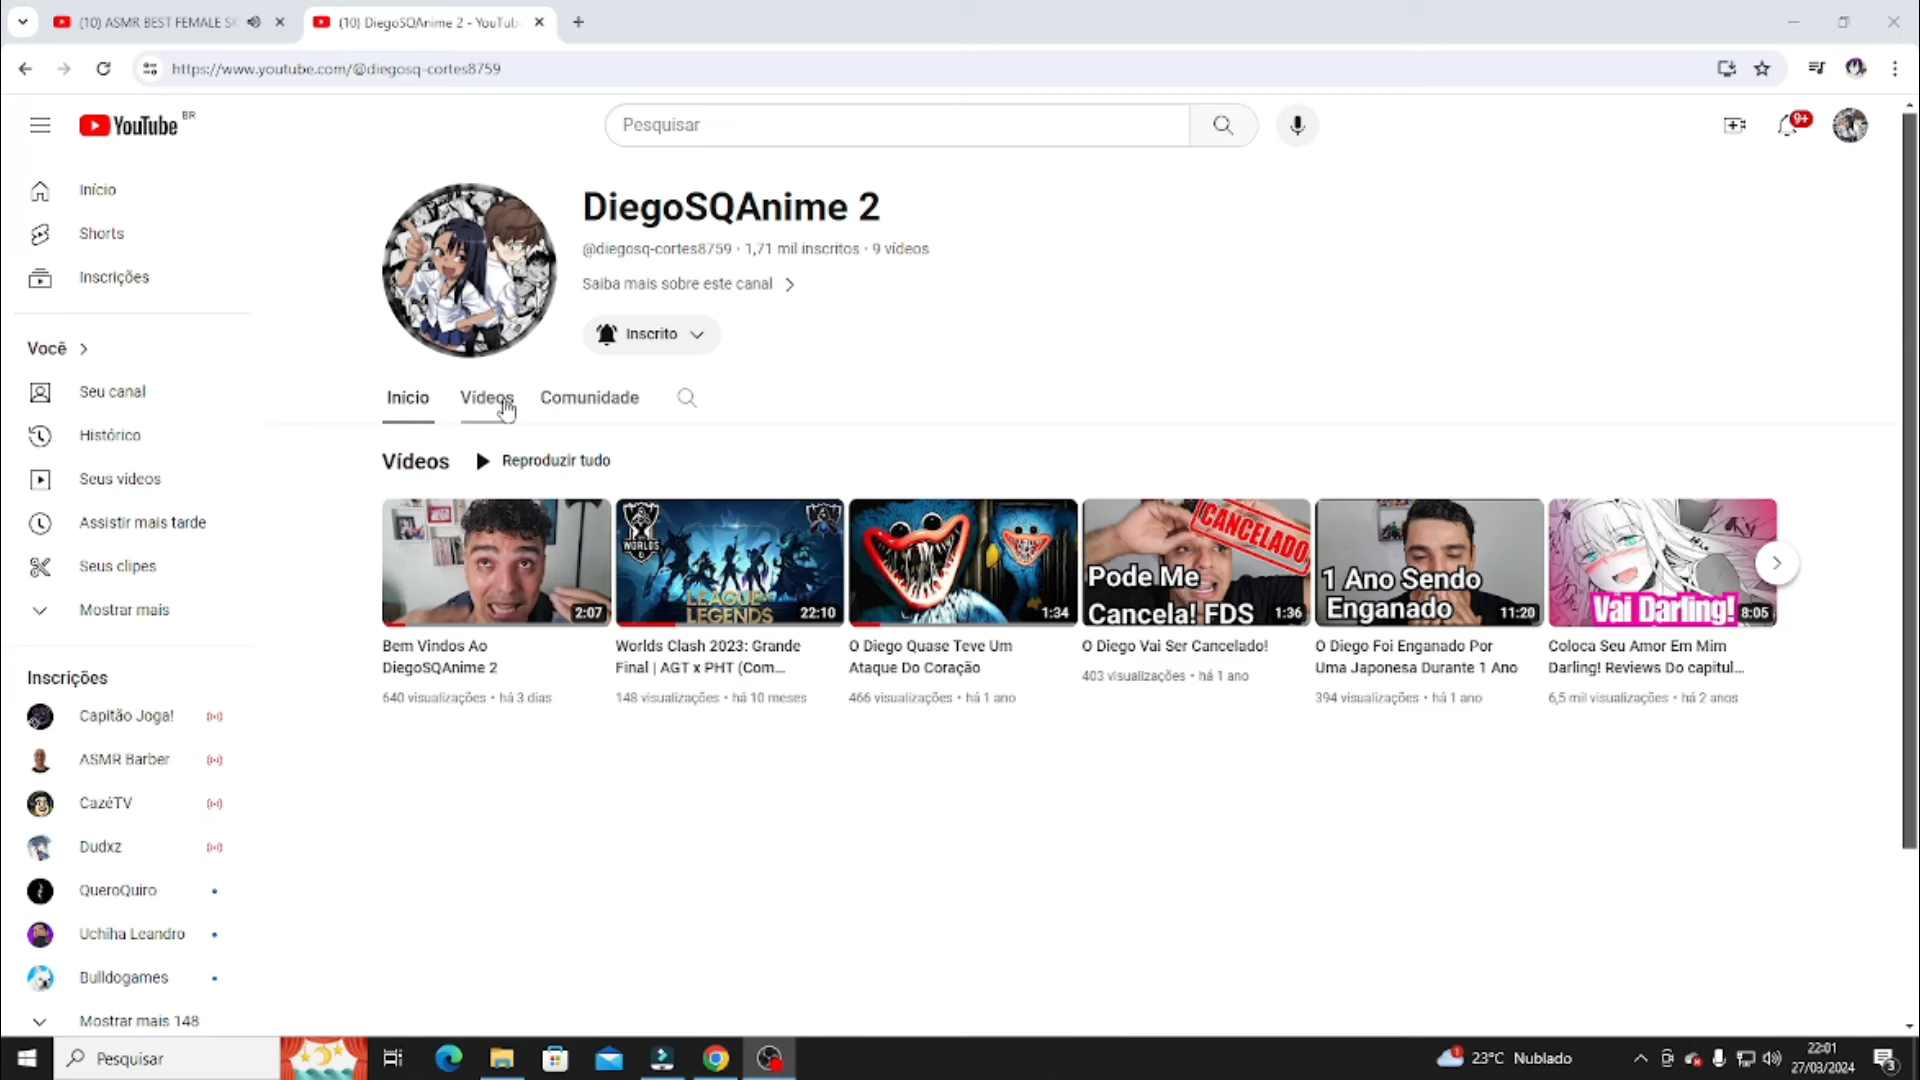 (10) ASMR BEST FEMALE S
(10) DiegoSQAnime 2 - YouTub
https://www.youtube.com/@diegosq-cortes8759
YouTube BR
Pesquisar
9+
Início
Shorts
Inscrições
Você
Seu canal
Histórico
Seus vídeos
Assistir mais tarde
Seus clipes
Mostrar mais
Inscrições
Capitão Joga!
ASMR Barber
CazéTV
Dudxz
QueroQuiro
Uchiha Leandro
Bulldogames
Mostrar mais 148
DiegoSQAnime 2
@diegosq-cortes8759 · 1,71 mil inscritos · 9 vídeos
Saiba mais sobre este canal
Inscrito
Início Vídeos Comunidade
Vídeos Reproduzir tudo
2:07
Bem Vindos Ao
DiegoSQAnime 2
640 visualizações • há 3 dias
WORLDS
LEAGUE OF
LEGENDS
22:10
Worlds Clash 2023: Grande
Final | AGT x PHT (Com...
148 visualizações • há 10 meses
1:34
O Diego Quase Teve Um
Ataque Do Coração
466 visualizações • há 1 ano
CANCELADO
Pode Me
Cancela! FDS
1:36
O Diego Vai Ser Cancelado!
403 visualizações • há 1 ano
1 Ano Sendo
Enganado
11:20
O Diego Foi Enganado Por
Uma Japonesa Durante 1 Ano
394 visualizações • há 1 ano
Vai Darling!
8:05
Coloca Seu Amor Em Mim
Darling! Reviews Do capitul...
6,5 mil visualizações • há 2 anos
Pesquisar
23°C Nublado
22:01
27/03/2024
3